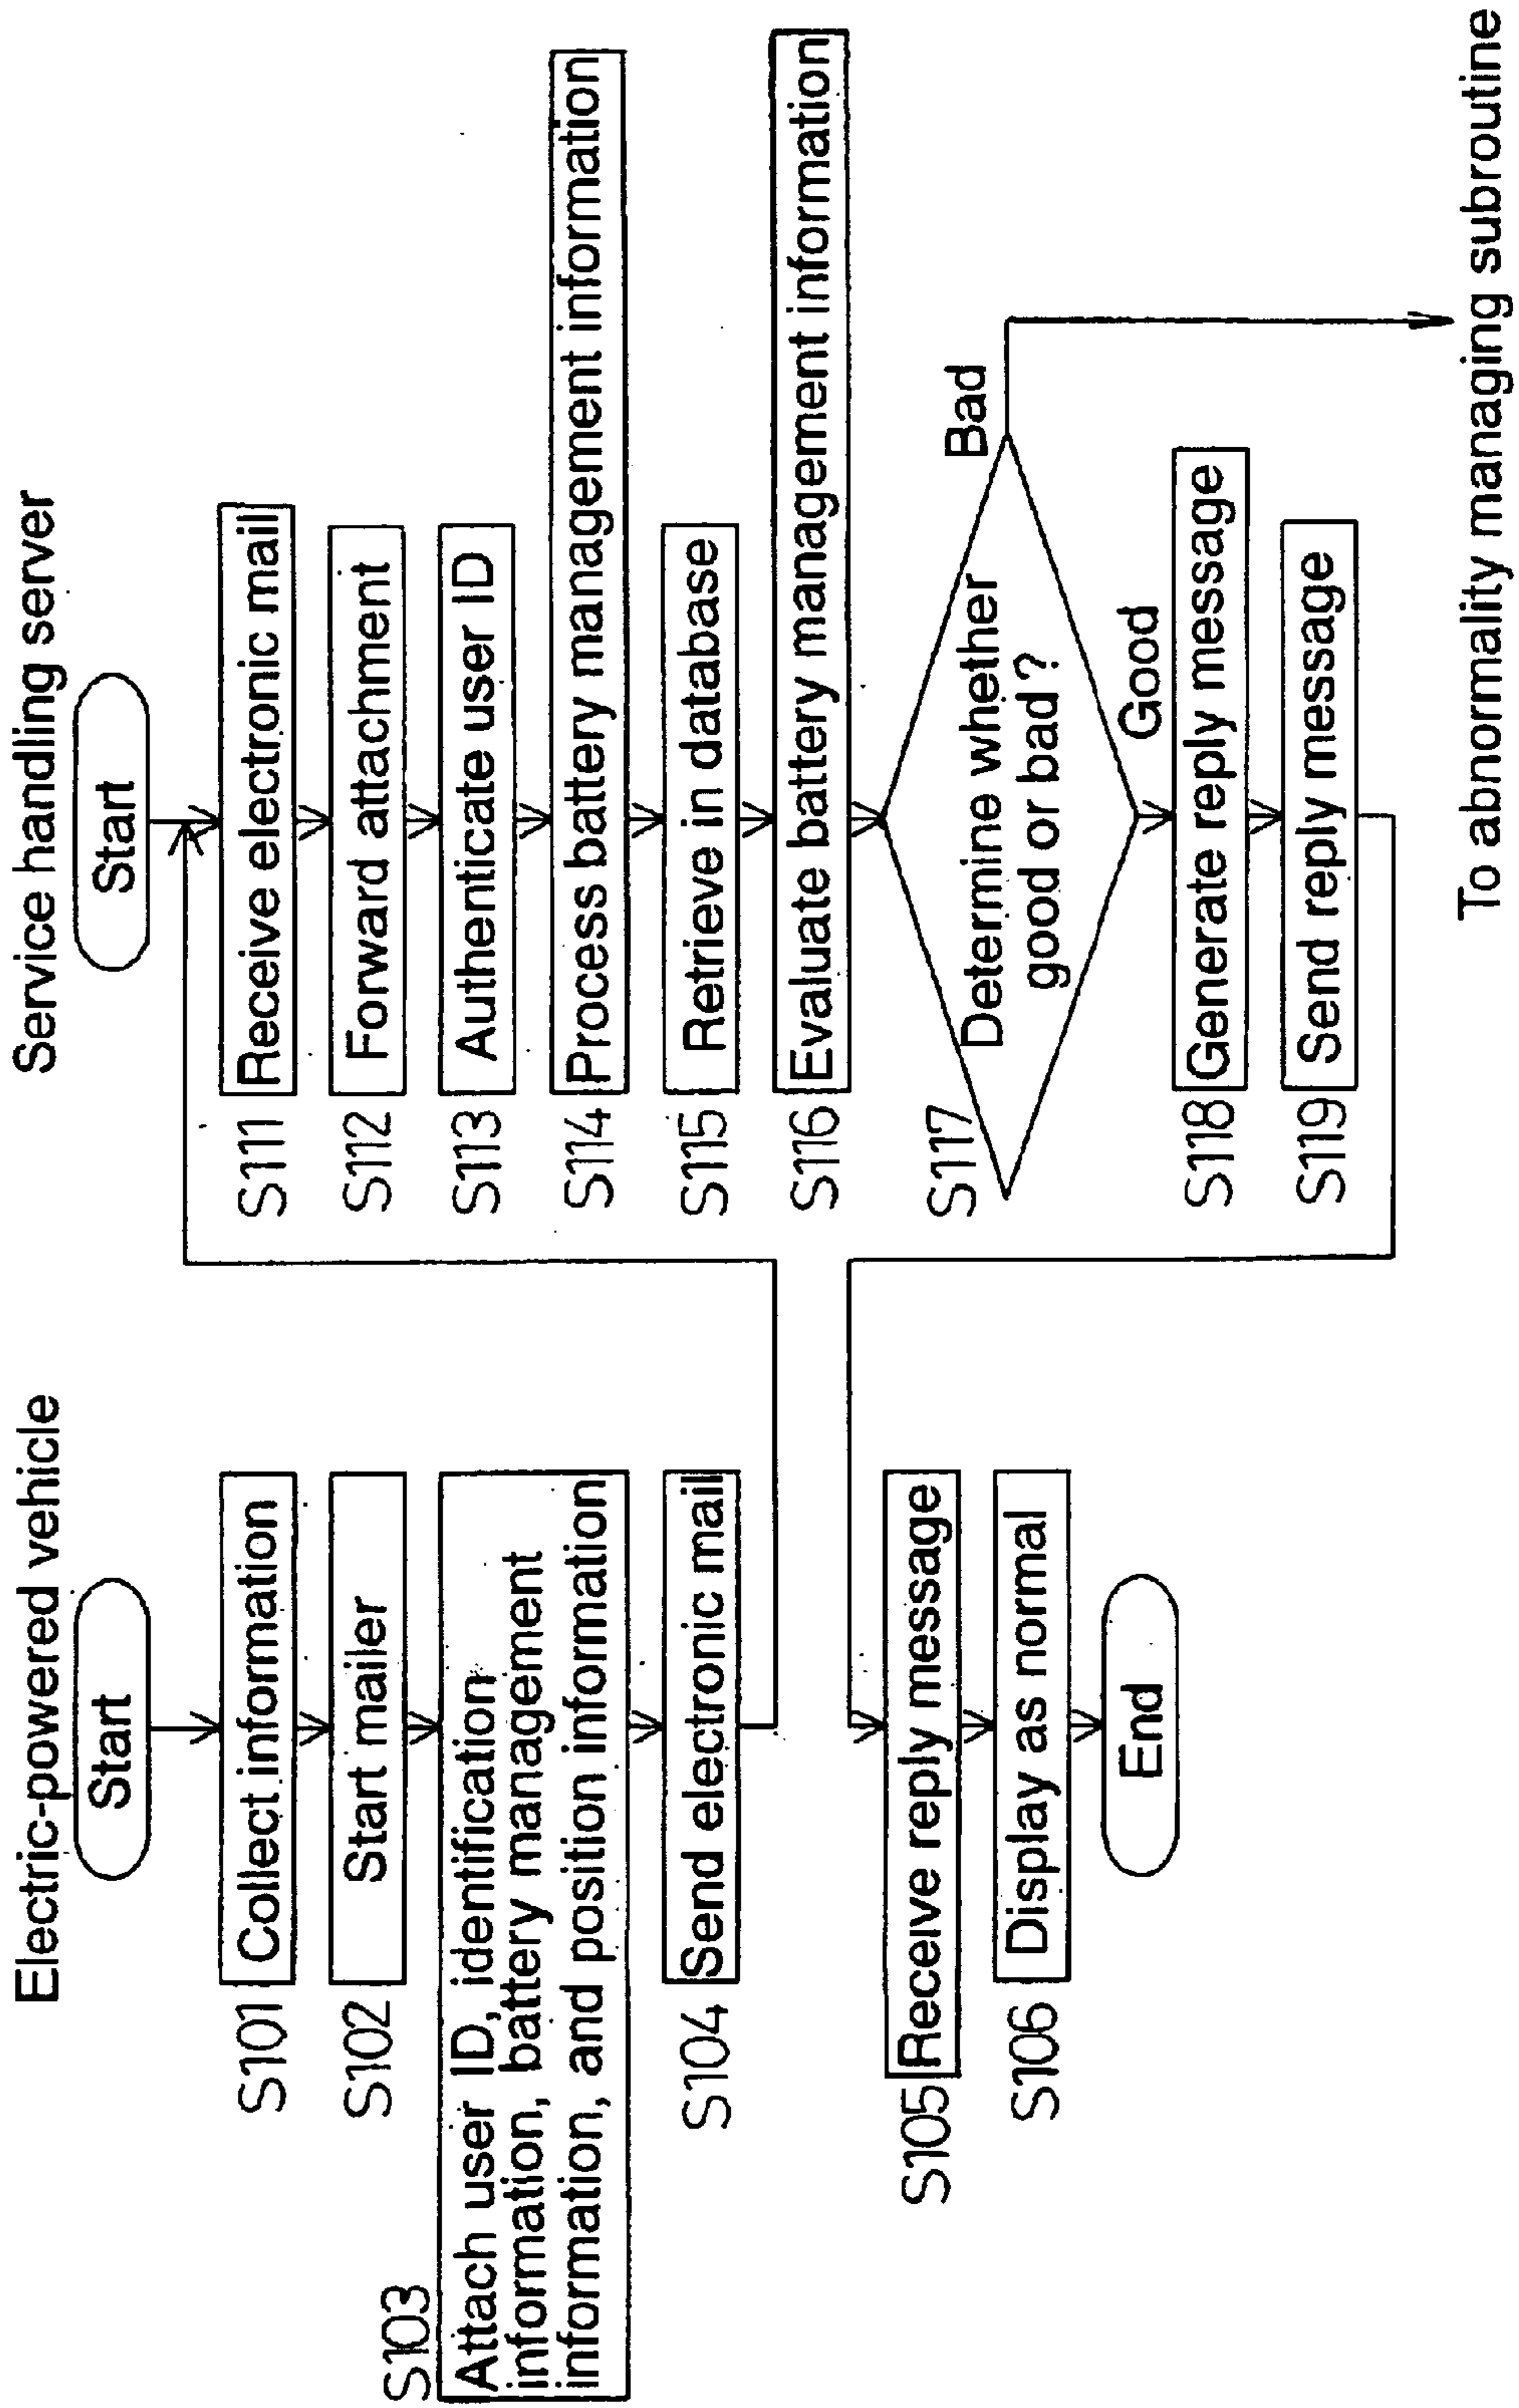 Electric-powered vehicle
Start
S101
Collect information
S102
Start mailer
S103
Attach user ID, identification
information, battery management
information, and position information
S104
Send electronic mail
S105
Receive reply message
S106
Display as normal
End
Service handling server
Start
S111
Receive electronic mail
S112
Forward attachment
S113
Authenticate user ID
S114
Process battery management information
S115
Retrieve in database
S116
Evaluate battery management information
S117
Determine whether
good or bad?
Bad
Good
S118
Generate reply message
S119
Send reply message
To abnormality managing subroutine